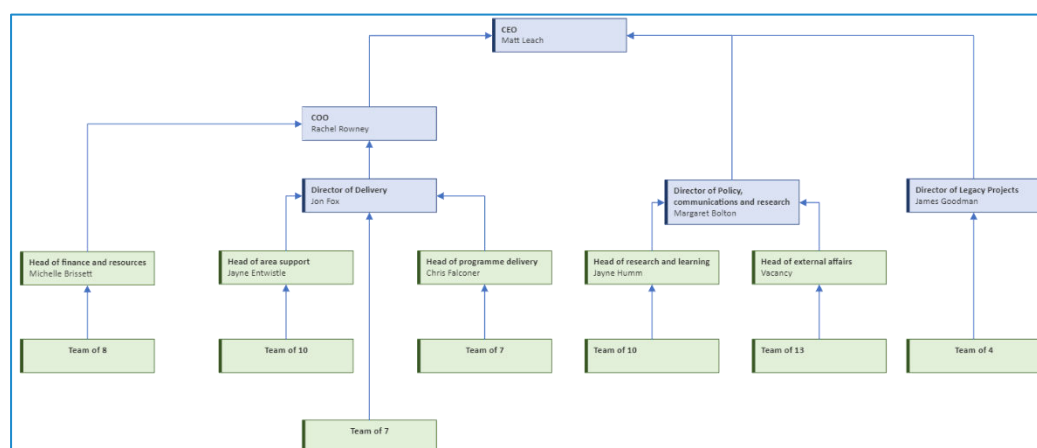 CEO
Matt Leach
COO
Rachel Rowney
Director of Delivery
Jon Fox
Director of Policy,
communications and research
Margaret Bolton
Director of Legacy Projects
James Goodman
Head of finance and resources
Michelle Brissett
Head of area support
Jayne Entwistle
Head of programme delivery
Chris Falconer
Head of research and learning
Jayne Humm
Head of external affairs
Vacancy
Team of 8
Team of 10
Team of 7
Team of 10
Team of 13
Team of 4
Team of 7